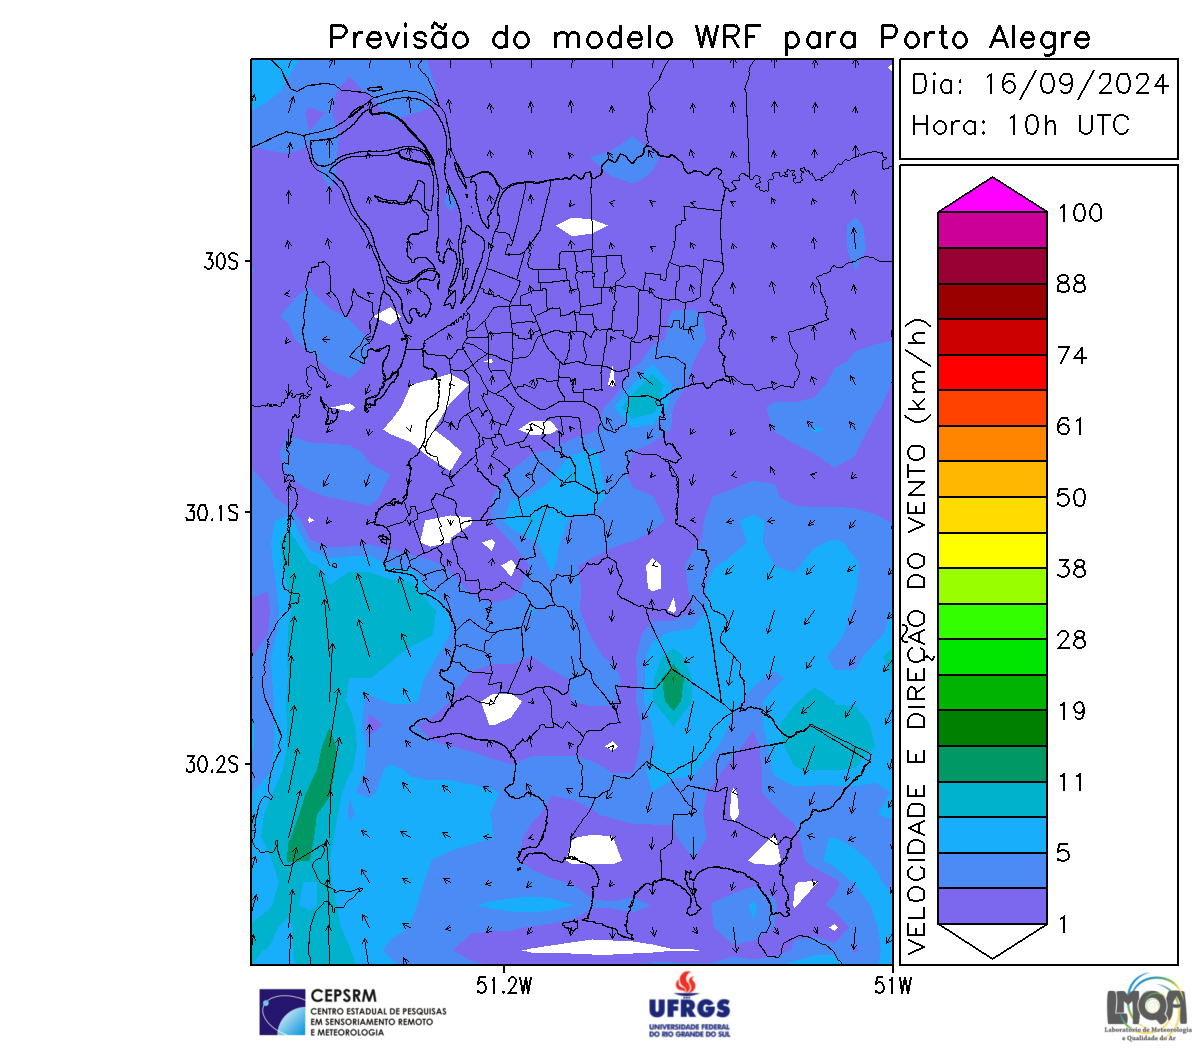 Previsão do modelo WRF para Porto Alegre
Dia: 16/09/2024
Hora: 10h UTC
30S
30.1S
30.2S
51.2W
51W
VELOCIDADE E DIREÇÃO DO VENTO (km/h)
100
88
74
61
50
38
28
19
11
5
1
CEPSRM
CENTRO ESTADUAL DE PESQUISAS
EM SENSORIAMENTO REMOTO
E METEOROLOGIA
UFRGS
UNIVERSIDADE FEDERAL
DO RIO GRANDE DO SUL
LMQA
Laboratório de Meteorologia
e Qualidade do Ar